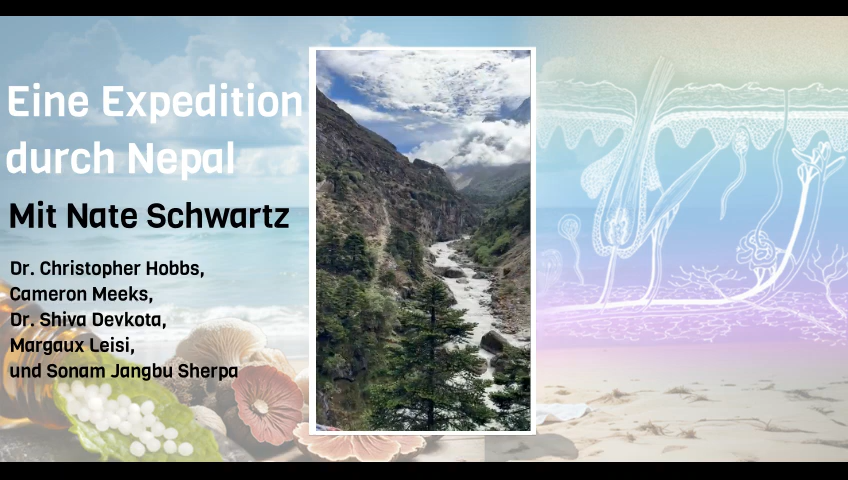 Eine Expedition
durch Nepal
Mit Nate Schwartz
Dr. Christopher Hobbs,
Cameron Meeks,
Dr. Shiva Devkota,
Margaux Leisi,
und Sonam Jangbu Sherpa